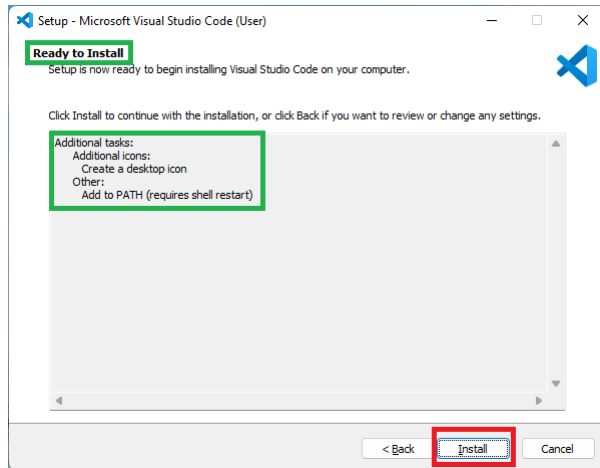 Setup - Microsoft Visual Studio Code (User)
Ready to Install
Setup is now ready to begin installing Visual Studio Code on your computer.
Click Install to continue with the installation, or click Back if you want to review or change any settings.
Additional tasks:
Additional icons:
Create a desktop icon
Other:
Add to PATH (requires shell restart)
< Back Install Cancel